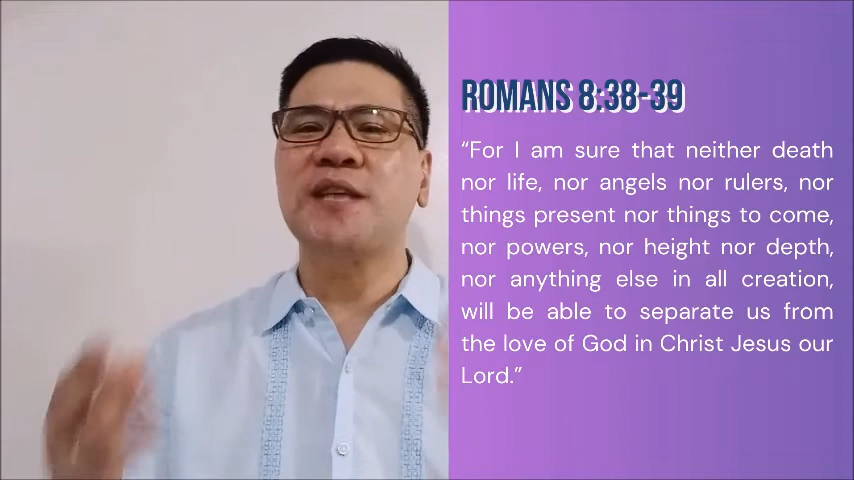 ROMANS 8:38-39
“For I am sure that neither death
nor life, nor angels nor rulers, nor
things present nor things to come,
nor powers, nor height nor depth,
nor anything else in all creation,
will be able to separate us from
the love of God in Christ Jesus our
Lord.”